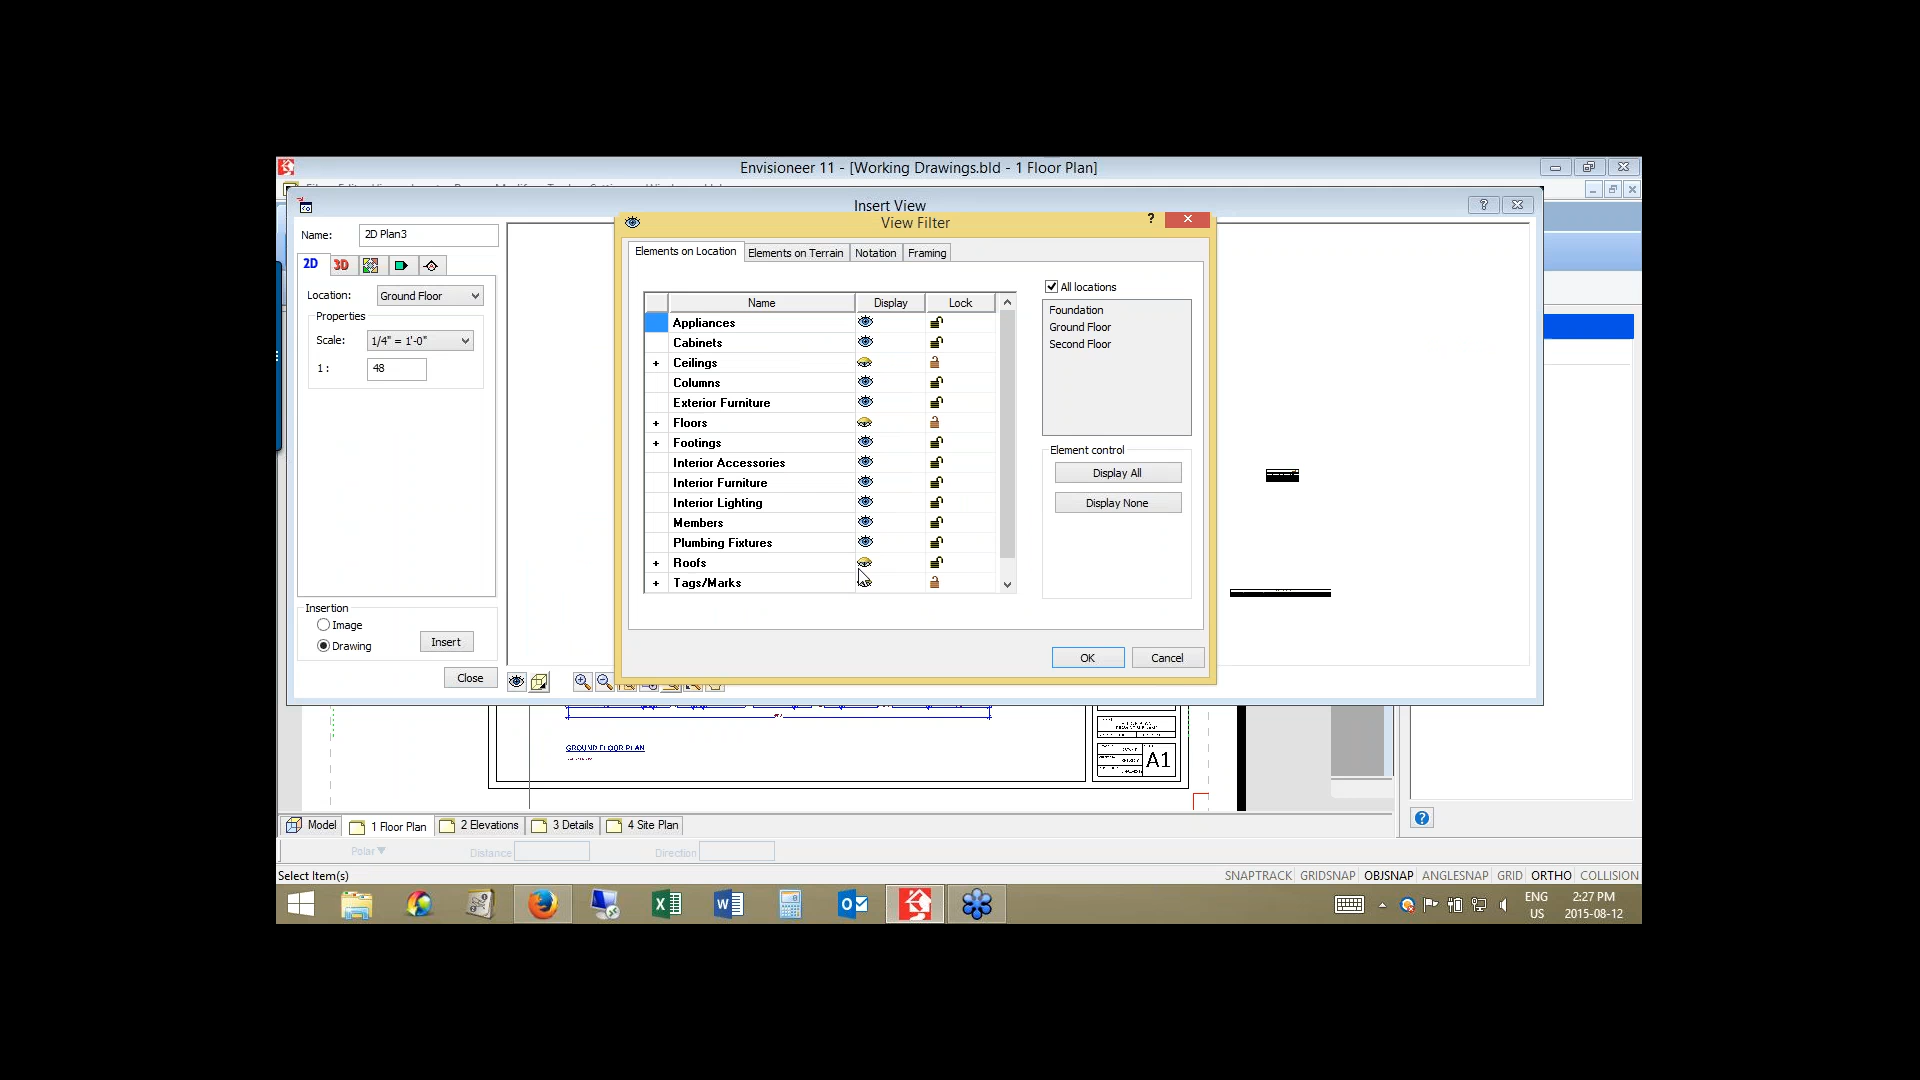 Envisioneer 11 - [Working Drawings.bld - 1 Floor Plan]
Insert View
View Filter
Name:
2D Plan3
2D
3D
Location:
Ground Floor
Properties
Scale:
1/4" = 1'-0"
1 :
48
Insertion
Image
Drawing
Insert
Close
Elements on Location
Elements on Terrain
Notation
Framing
Name
Display
Lock
Appliances
Cabinets
+ Ceilings
Columns
Exterior Furniture
+ Floors
+ Footings
Interior Accessories
Interior Furniture
Interior Lighting
Members
Plumbing Fixtures
+ Roofs
+ Tags/Marks
All locations
Foundation
Ground Floor
Second Floor
Element control
Display All
Display None
OK
Cancel
GROUND FLOOR PLAN
A1
Model
1 Floor Plan
2 Elevations
3 Details
4 Site Plan
Polar
Distance
Direction
Select Item(s)
SNAPTRACK GRIDSNAP OBJSNAP ANGLESNAP GRID ORTHO COLLISION
ENG
US
2:27 PM
2015-08-12